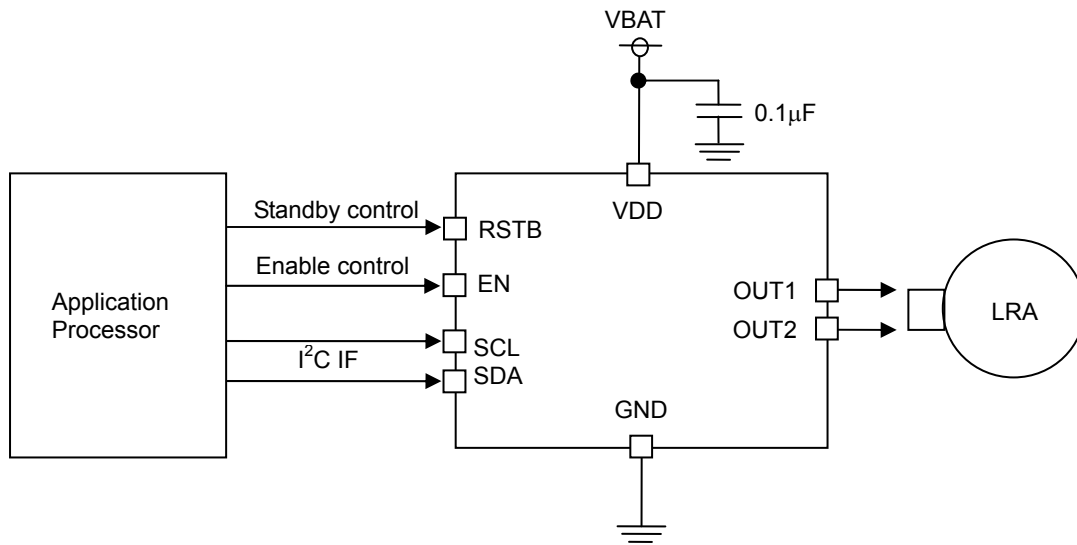 VBAT
0.1μF
VDD
Standby control
RSTB
Enable control
EN
Application
Processor
I²C IF
SCL
SDA
OUT1
OUT2
LRA
GND